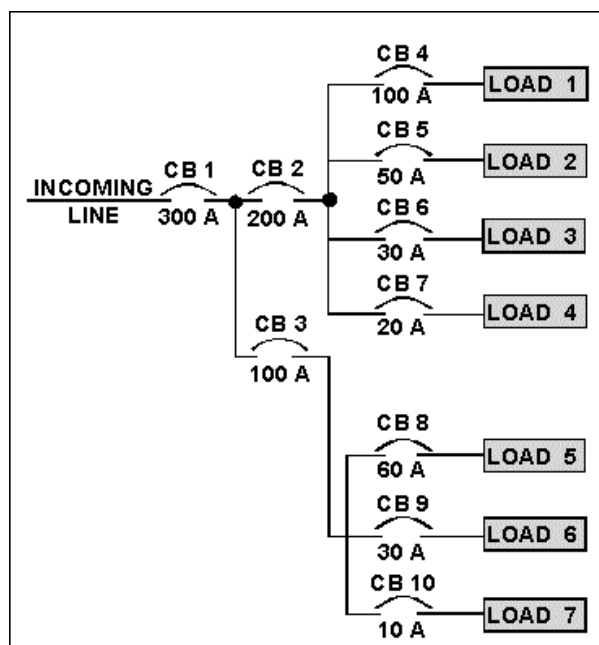 CB 4
100 A
LOAD 1
CB 5
50 A
LOAD 2
INCOMING
LINE
CB 1
300 A
CB 2
200 A
CB 6
30 A
LOAD 3
CB 7
20 A
LOAD 4
CB 3
100 A
CB 8
60 A
LOAD 5
CB 9
30 A
LOAD 6
CB 10
10 A
LOAD 7